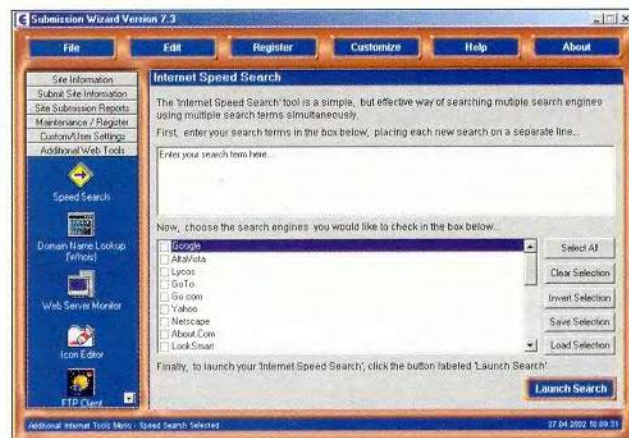 Submission Wizard Version 7.3
File Edit Register Customize Help About
Site Information
Submit Site Information
Site Submission Reports
Maintenance / Register
Custom/User Settings
Additional Web Tools
Speed Search
Domain Name Lookup
(Whois)
Web Server Monitor
Icon Editor
FTP Client
Internet Speed Search
The 'Internet Speed Search' tool is a simple, but effective way of searching multiple search engines
using multiple search terms simultaneously.
First, enter your search terms in the box below, placing each new search on a separate line...
Enter your search term here...
Now, choose the search engines you would like to check in the box below...
Google
AltaVista
Lycos
GoTo
Go.com
Yahoo
Netscape
About.Com
LookSmart
Select All
Clear Selection
Invert Selection
Save Selection
Load Selection
Finally, to launch your 'Internet Speed Search', click the button labeled 'Launch Search'
Launch Search
Additional Internet Tools Menu - Speed Search Selected
27.04.2002